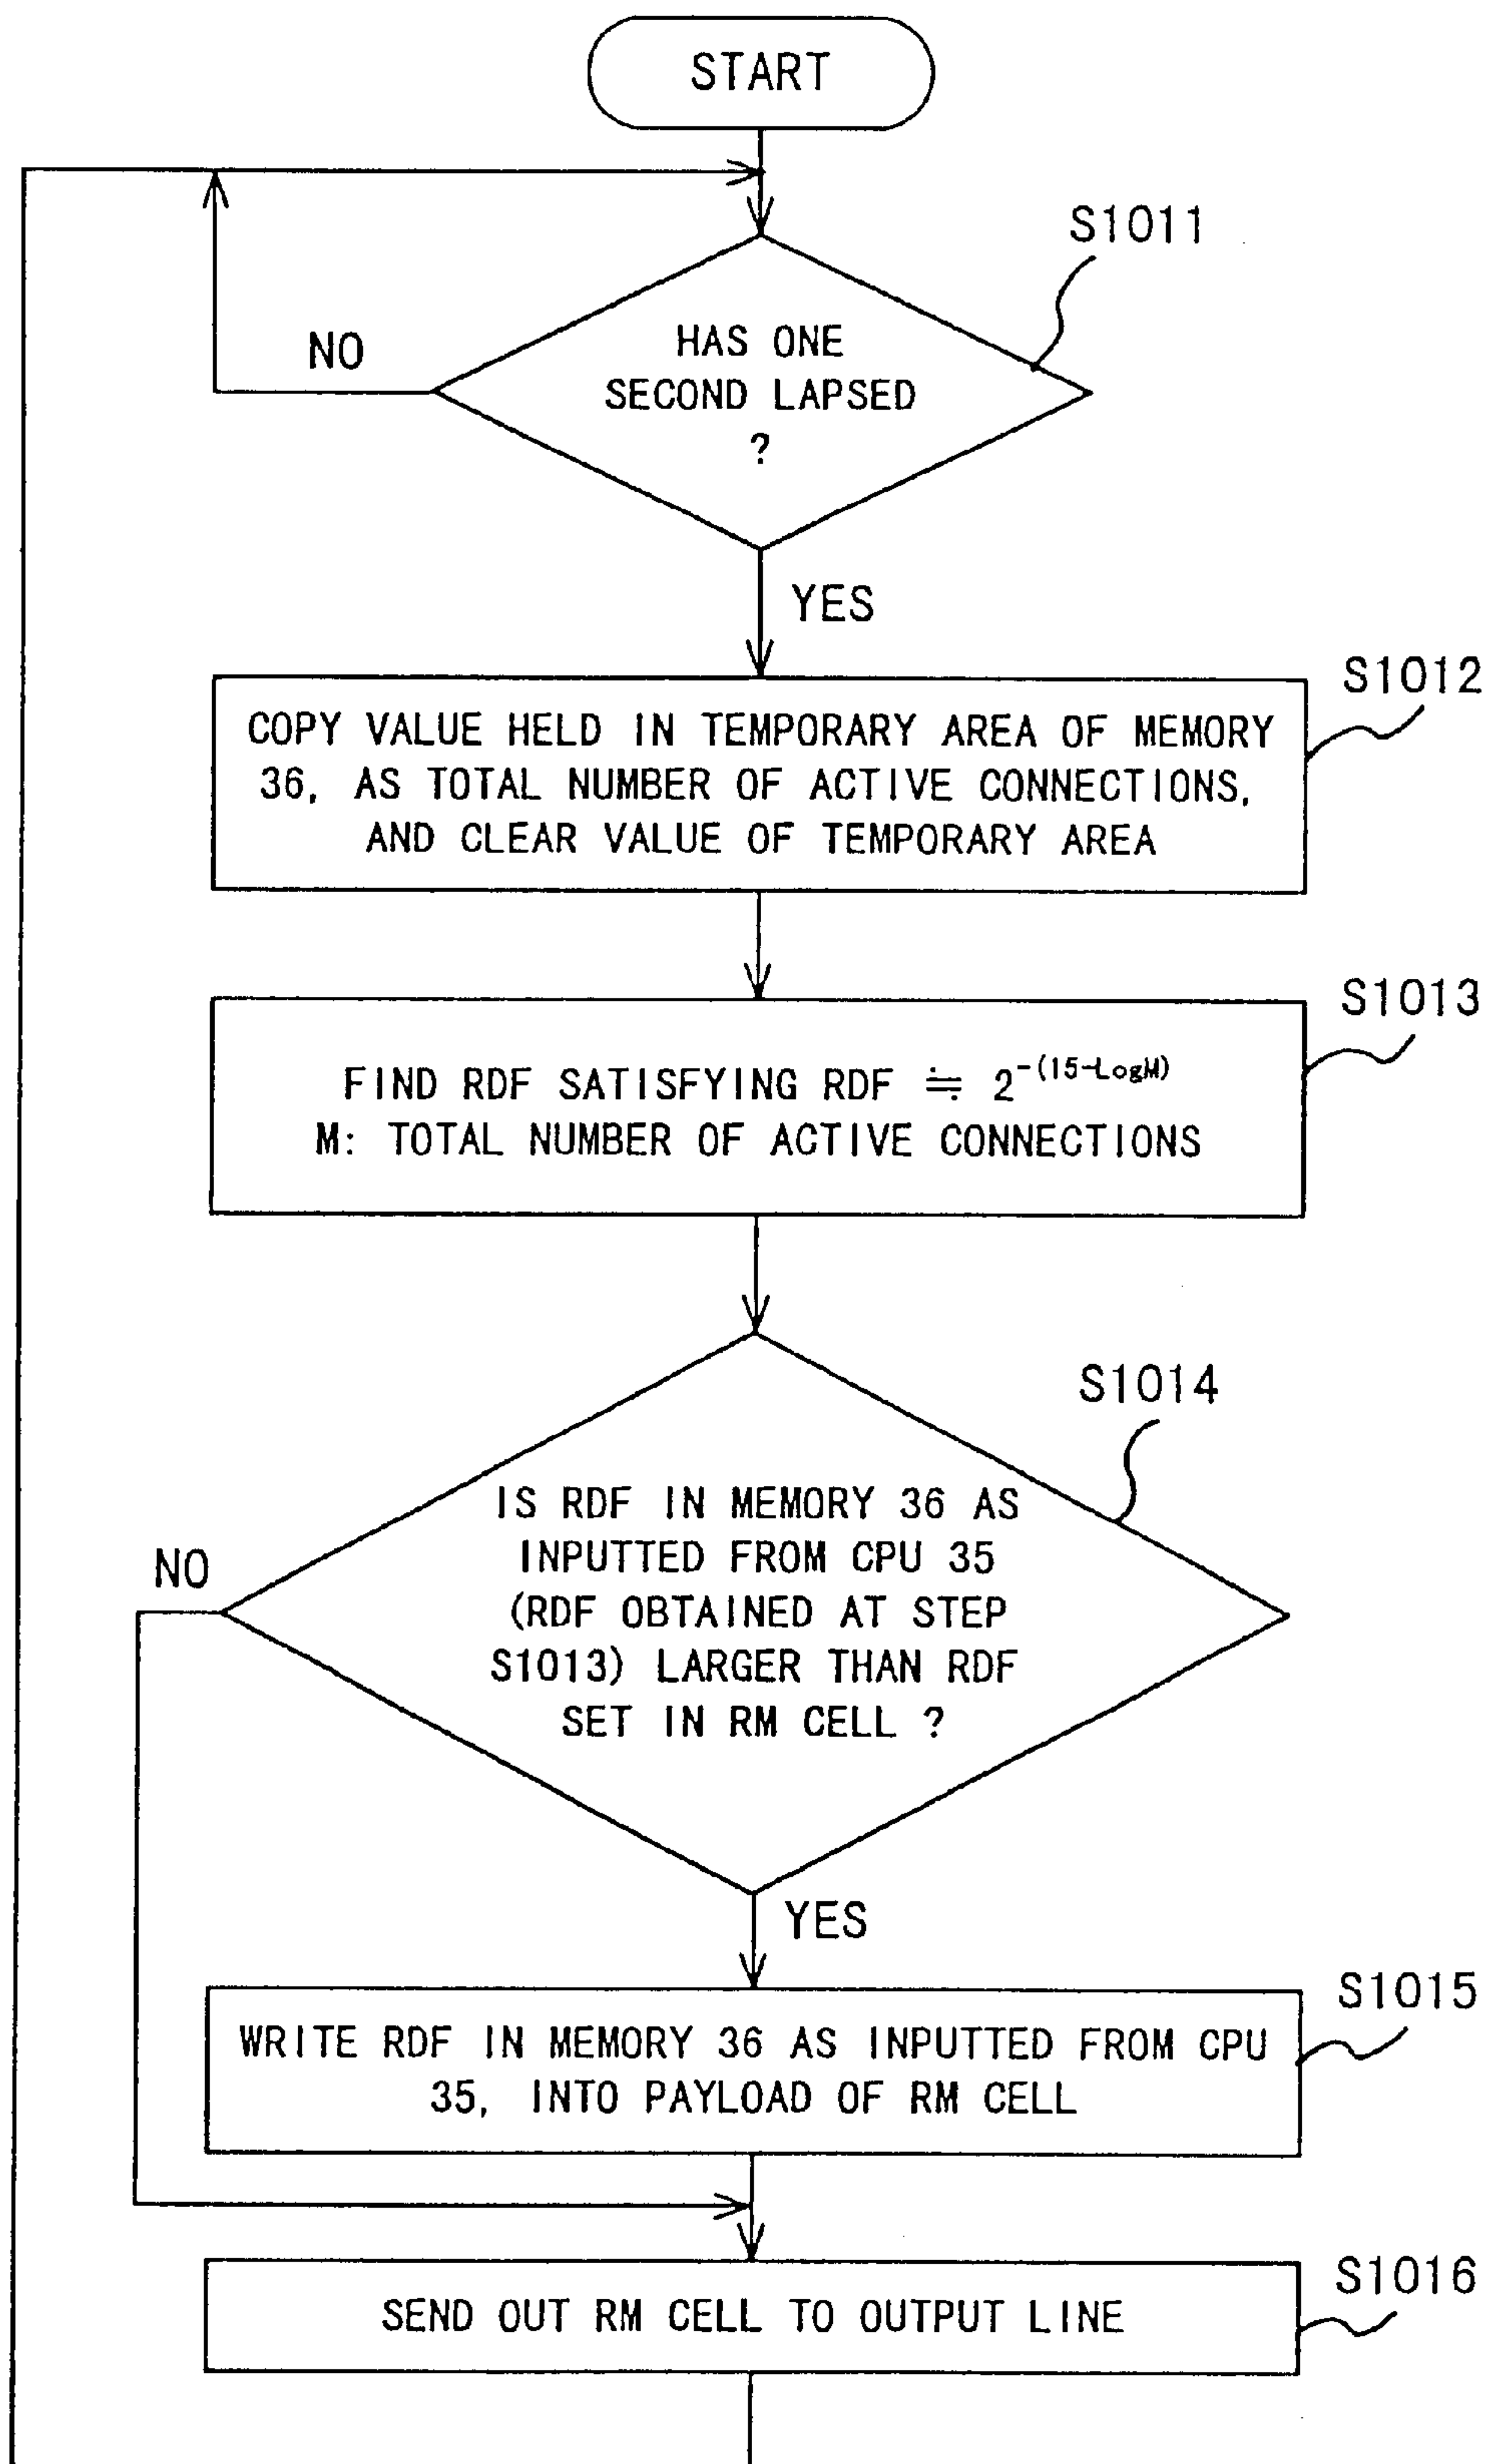 START
S1011
HAS ONE
SECOND LAPSED
?
NO
YES
S1012
COPY VALUE HELD IN TEMPORARY AREA OF MEMORY
36, AS TOTAL NUMBER OF ACTIVE CONNECTIONS,
AND CLEAR VALUE OF TEMPORARY AREA
S1013
FIND RDF SATISFYING RDF ≒ 2^-(15-LogM)
M: TOTAL NUMBER OF ACTIVE CONNECTIONS
S1014
IS RDF IN MEMORY 36 AS
INPUTTED FROM CPU 35
(RDF OBTAINED AT STEP
S1013) LARGER THAN RDF
SET IN RM CELL ?
NO
YES
S1015
WRITE RDF IN MEMORY 36 AS INPUTTED FROM CPU
35, INTO PAYLOAD OF RM CELL
S1016
SEND OUT RM CELL TO OUTPUT LINE